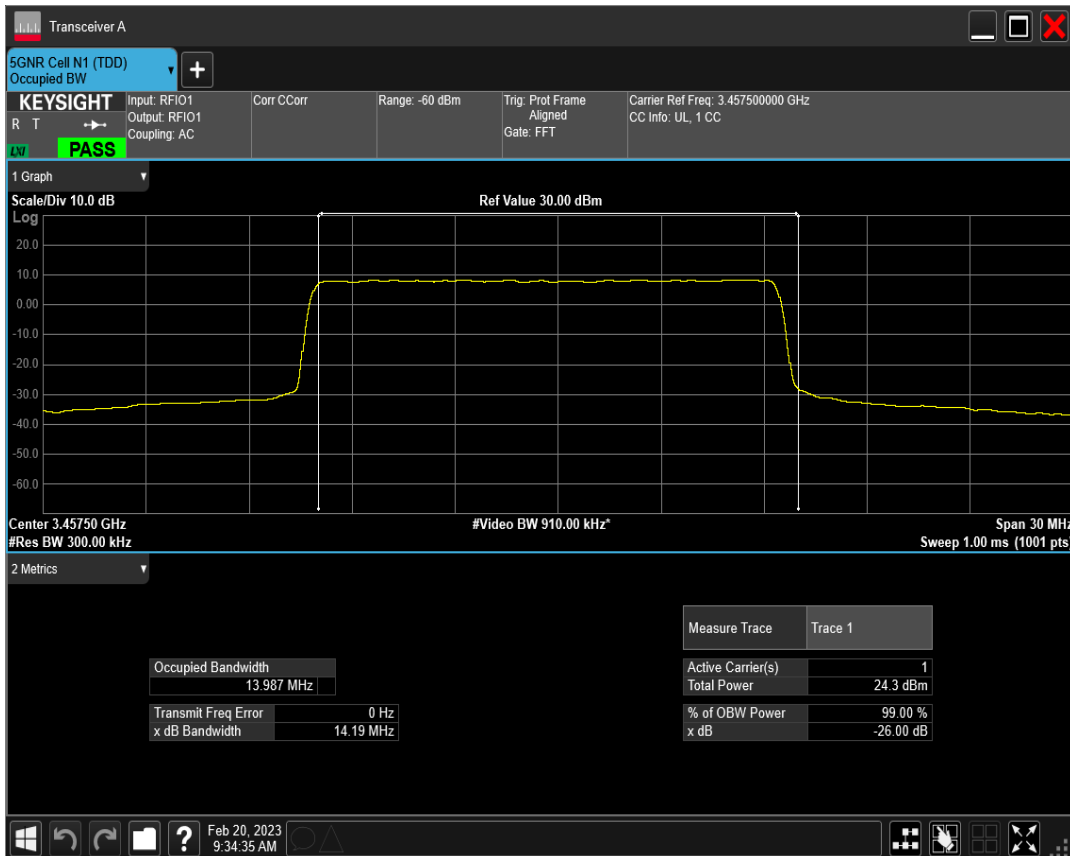 Transceiver A
5GNR Cell N1 (TDD)
Occupied BW
+
KEYSIGHT
R T
LXI
PASS
Input: RFIO1
Output: RFIO1
Coupling: AC
Corr CCorr
Range: -60 dBm
Trig: Prot Frame
Aligned
Gate: FFT
Carrier Ref Freq: 3.457500000 GHz
CC Info: UL, 1 CC
1 Graph
Scale/Div 10.0 dB
Ref Value 30.00 dBm
Log
20.0
10.0
0.00
-10.0
-20.0
-30.0
-40.0
-50.0
-60.0
Center 3.45750 GHz
#Video BW 910.00 kHz*
Span 30 MHz
#Res BW 300.00 kHz
Sweep 1.00 ms (1001 pts)
2 Metrics
Measure Trace Trace 1
Occupied Bandwidth
13.987 MHz
Active Carrier(s) 1
Total Power 24.3 dBm
Transmit Freq Error 0 Hz
x dB Bandwidth 14.19 MHz
% of OBW Power 99.00 %
x dB -26.00 dB
?
Feb 20, 2023
9:34:35 AM